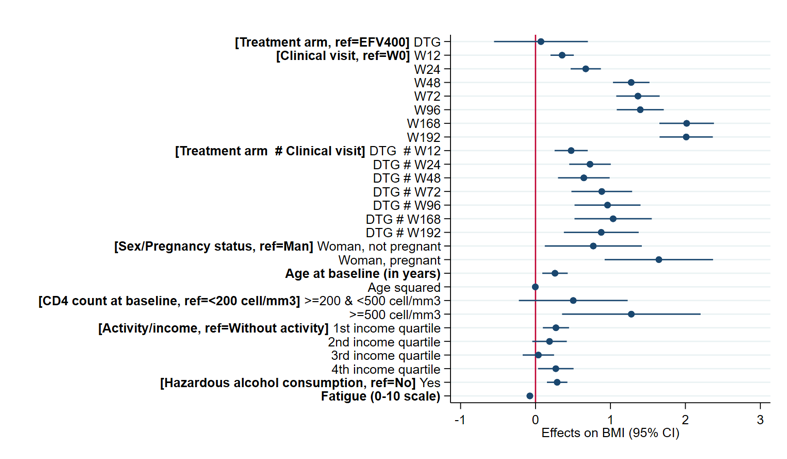 [Treatment arm, ref=EFV400] DTG
[Clinical visit, ref=W0] W12
W24
W48
W72
W96
W168
W192
[Treatment arm # Clinical visit] DTG # W12
DTG # W24
DTG # W48
DTG # W72
DTG # W96
DTG # W168
DTG # W192
[Sex/Pregnancy status, ref=Man] Woman, not pregnant
Woman, pregnant
Age at baseline (in years)
Age squared
[CD4 count at baseline, ref=<200 cell/mm3] >=200 & <500 cell/mm3
>=500 cell/mm3
[Activity/income, ref=Without activity] 1st income quartile
2nd income quartile
3rd income quartile
4th income quartile
[Hazardous alcohol consumption, ref=No] Yes
Fatigue (0-10 scale)
-1 0 1 2 3
Effects on BMI (95% CI)